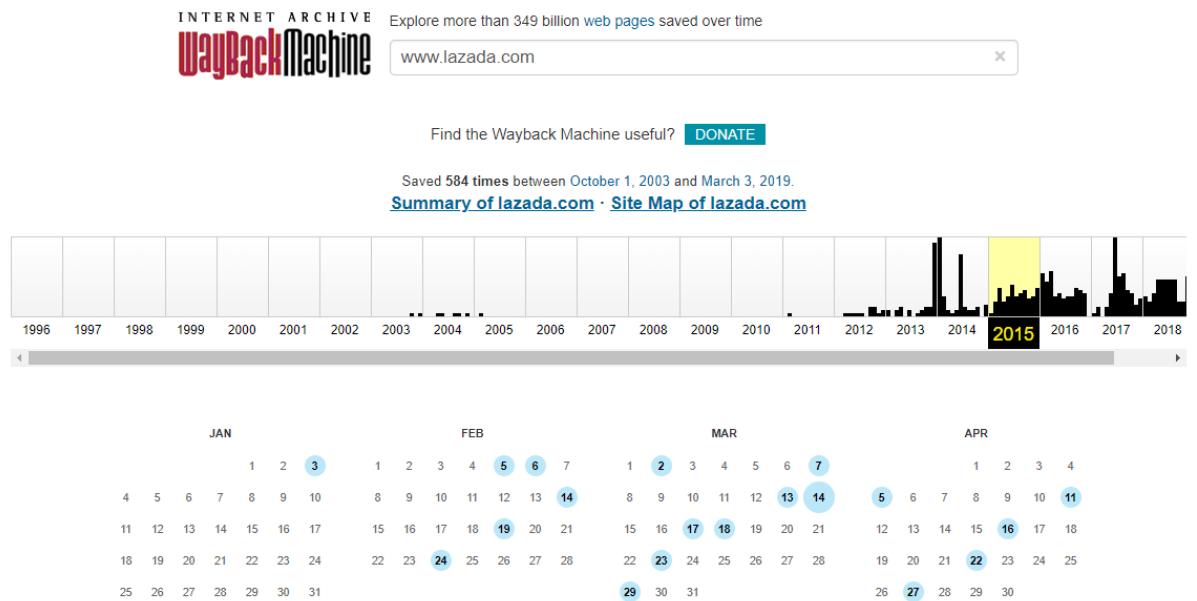 INTERNET ARCHIVE Explore more than 349 billion web pages saved over time
WayBackMachine www.lazada.com ×
Find the Wayback Machine useful? DONATE
Saved 584 times between October 1, 2003 and March 3, 2019.
Summary of lazada.com · Site Map of lazada.com
1996 1997 1998 1999 2000 2001 2002 2003 2004 2005 2006 2007 2008 2009 2010 2011 2012 2013 2014 2015 2016 2017 2018
JAN FEB MAR APR
1 2 3 1 2 3 4 5 6 7 1 2 3 4 5 6 7 1 2 3 4
4 5 6 7 8 9 10 8 9 10 11 12 13 14 8 9 10 11 12 13 14 5 6 7 8 9 10 11
11 12 13 14 15 16 17 15 16 17 18 19 20 21 15 16 17 18 19 20 21 12 13 14 15 16 17 18
18 19 20 21 22 23 24 22 23 24 25 26 27 28 22 23 24 25 26 27 28 19 20 21 22 23 24 25
25 26 27 28 29 30 31 29 30 31 26 27 28 29 30